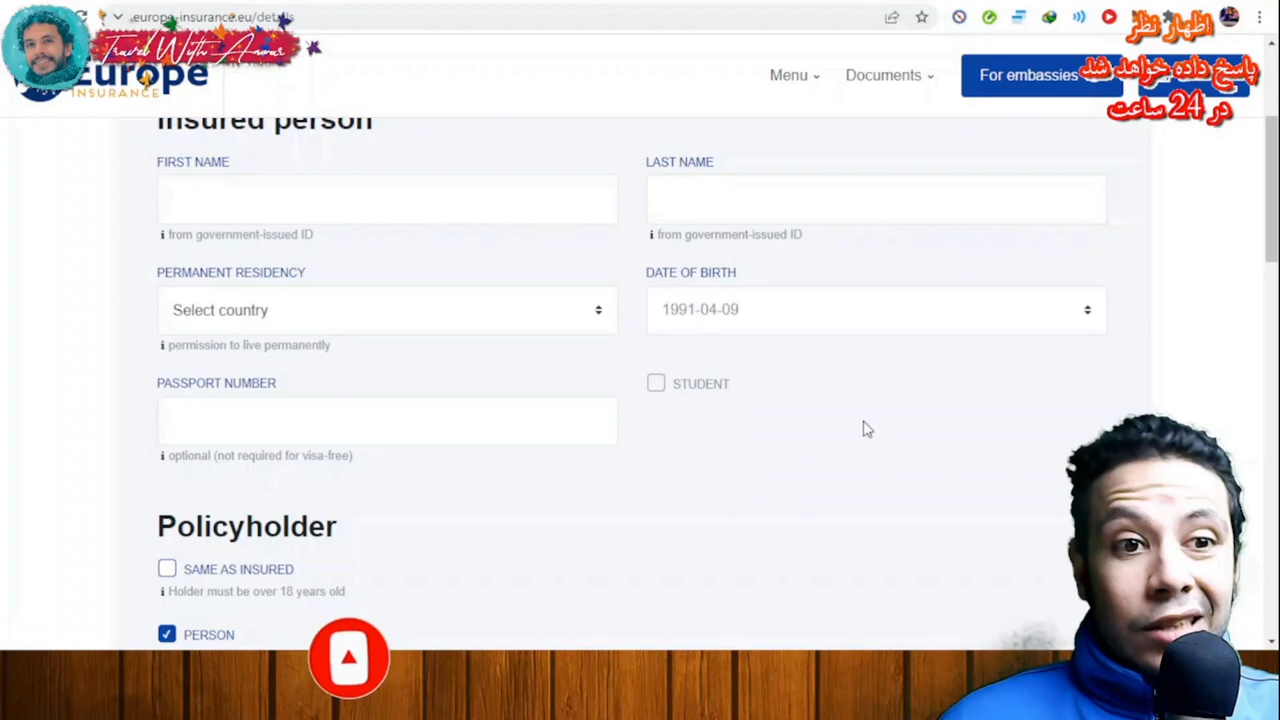 europe-insurance.eu/details
Travel With Anwar
Europe
INSURANCE
Menu
Documents
For embassies
اظهار نظر
پاسخ داده خواهد شد
در 24 ساعت
Insured person
FIRST NAME
LAST NAME
i from government-issued ID
i from government-issued ID
PERMANENT RESIDENCY
DATE OF BIRTH
Select country
1991-04-09
i permission to live permanently
PASSPORT NUMBER
STUDENT
i optional (not required for visa-free)
Policyholder
SAME AS INSURED
i Holder must be over 18 years old
PERSON